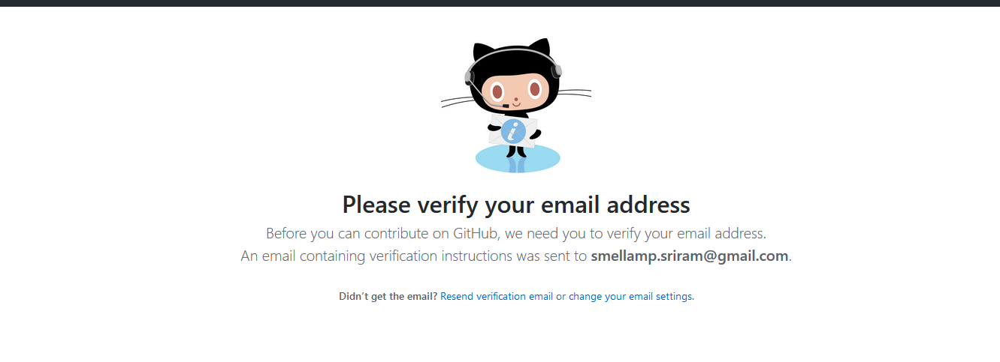 Please verify your email address
Before you can contribute on GitHub, we need you to verify your email address.
An email containing verification instructions was sent to smellamp.sriram@gmail.com.
Didn’t get the email? Resend verification email or change your email settings.